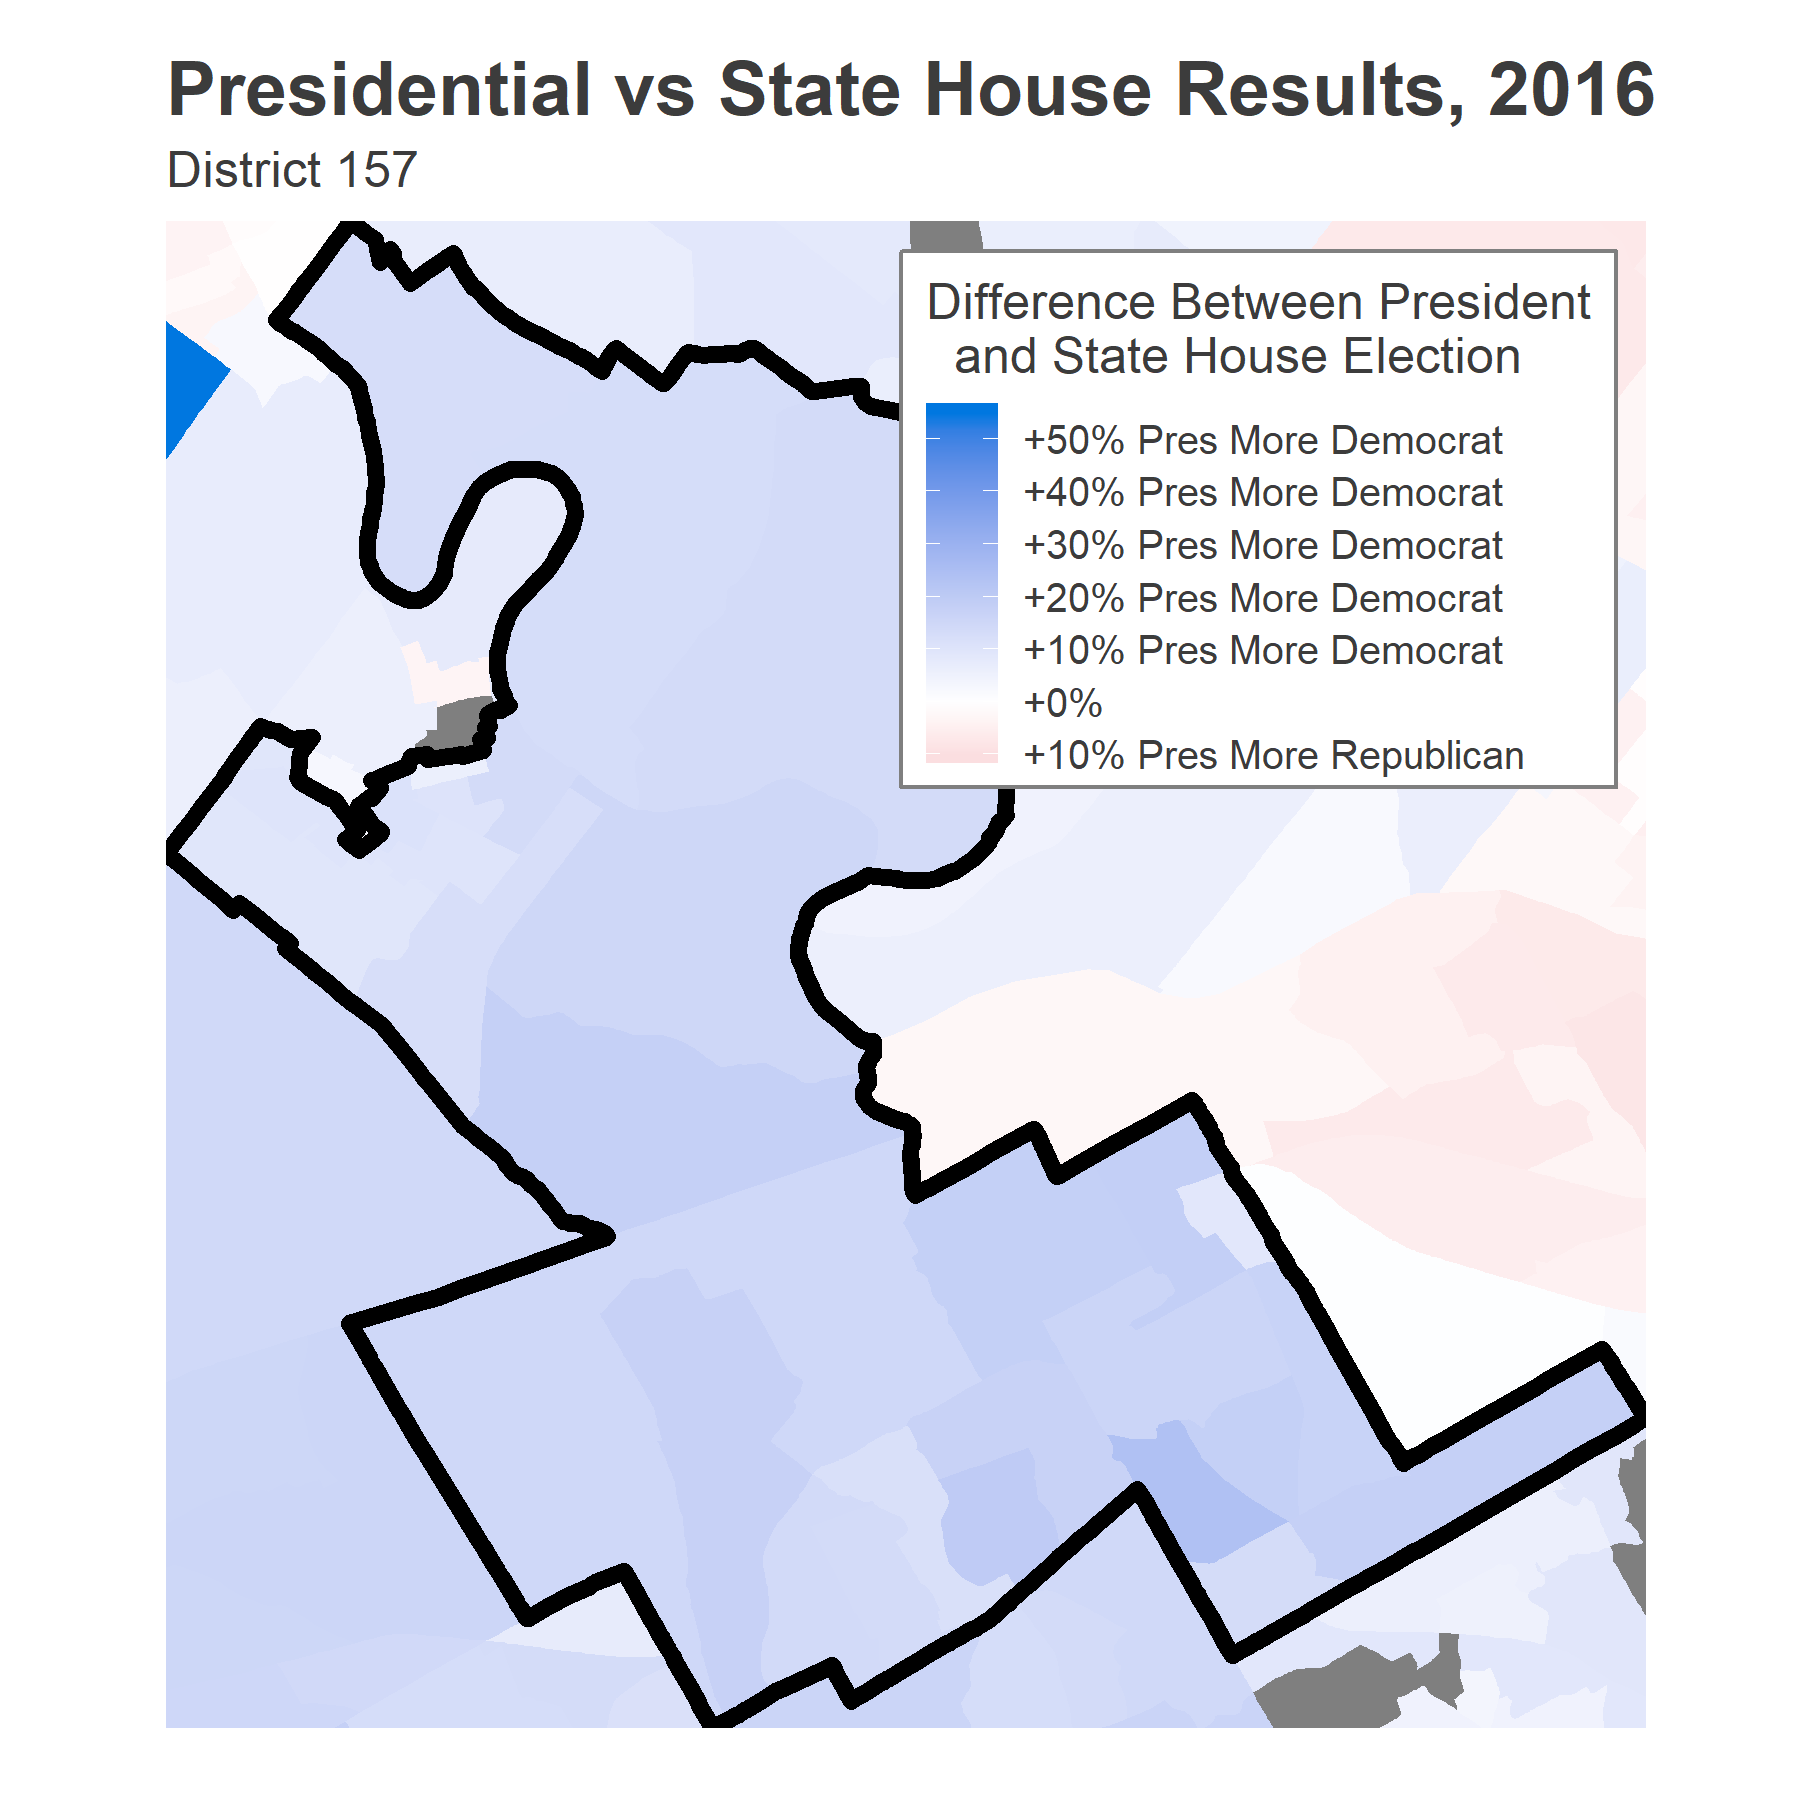 Presidential vs State House Results, 2016
District 157
Difference Between President
and State House Election
+50% Pres More Democrat
+40% Pres More Democrat
+30% Pres More Democrat
+20% Pres More Democrat
+10% Pres More Democrat
+0%
+10% Pres More Republican